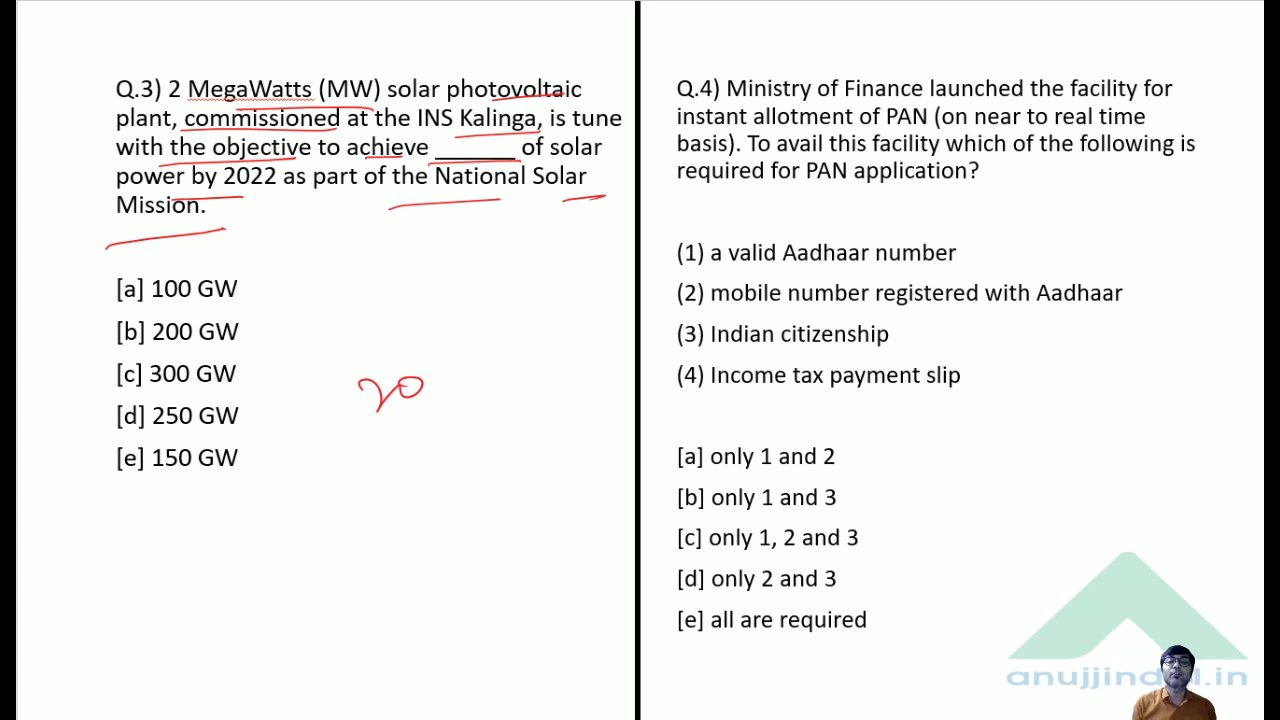 Q.3) 2 MegaWatts (MW) solar photovoltaic
plant, commissioned at the INS Kalinga, is tune
with the objective to achieve _______ of solar
power by 2022 as part of the National Solar
Mission.
[a] 100 GW
[b] 200 GW
[c] 300 GW
[d] 250 GW
[e] 150 GW
20
Q.4) Ministry of Finance launched the facility for
instant allotment of PAN (on near to real time
basis). To avail this facility which of the following is
required for PAN application?
(1) a valid Aadhaar number
(2) mobile number registered with Aadhaar
(3) Indian citizenship
(4) Income tax payment slip
[a] only 1 and 2
[b] only 1 and 3
[c] only 1, 2 and 3
[d] only 2 and 3
[e] all are required